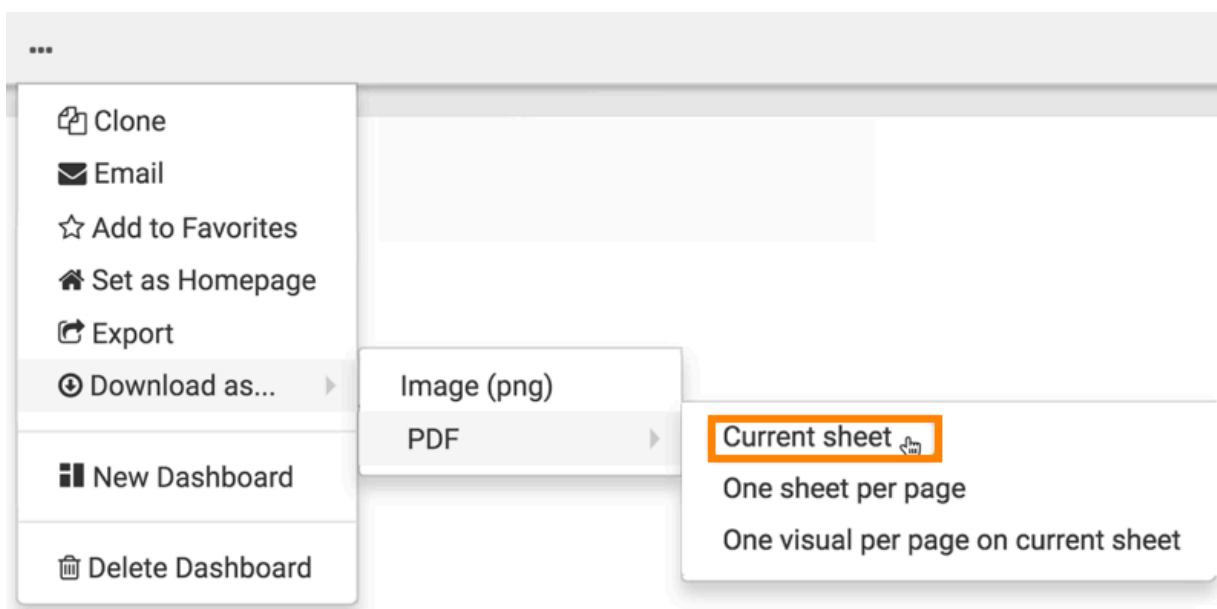 Clone
Email
Add to Favorites
Set as Homepage
Export
Download as...
Image (png)
PDF
Current sheet
One sheet per page
One visual per page on current sheet
New Dashboard
Delete Dashboard